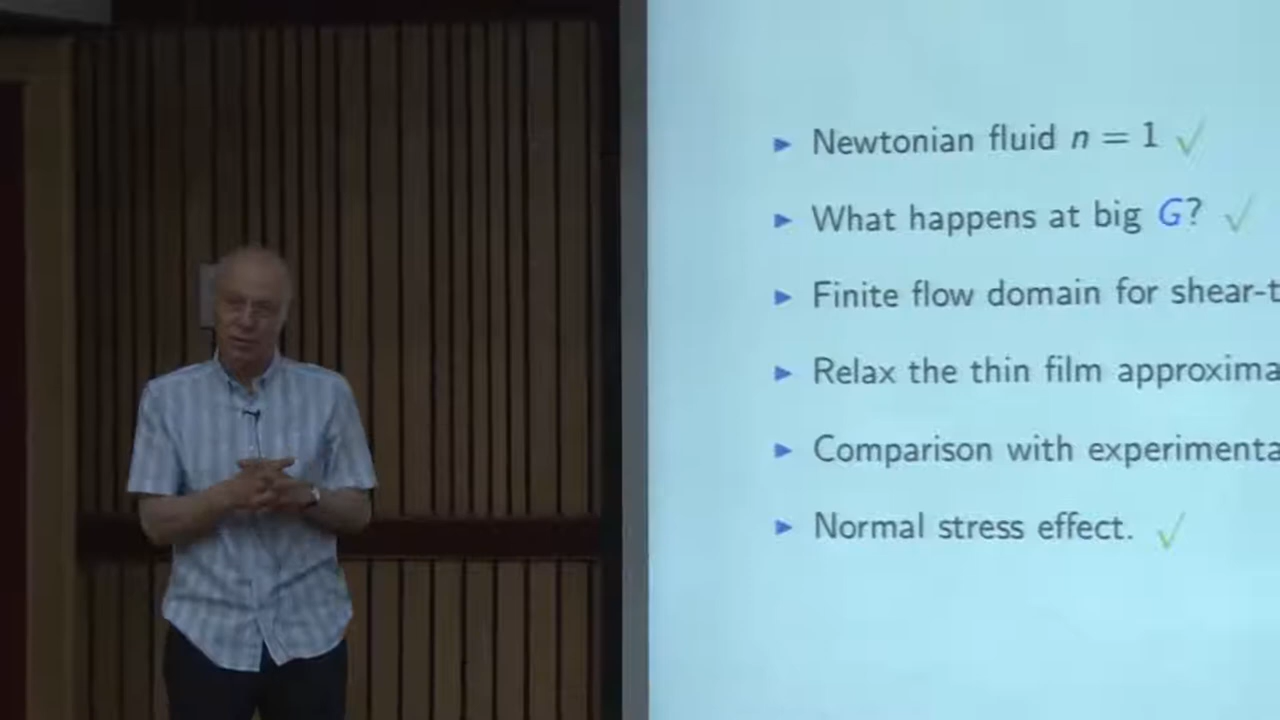 ► Newtonian fluid n = 1 ✓
► What happens at big G? ✓
► Finite flow domain for shear-t
► Relax the thin film approxima
► Comparison with experimenta
► Normal stress effect. ✓